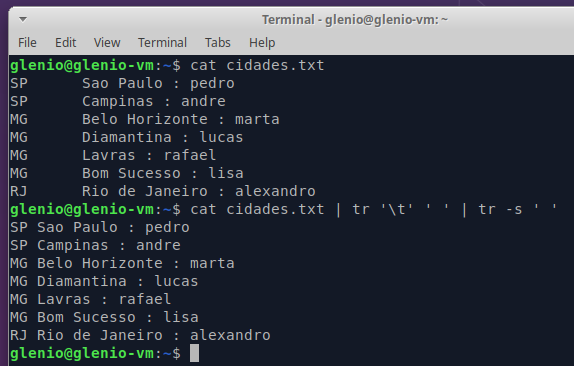 Terminal - glenio@glenio-vm: ~
File Edit View Terminal Tabs Help
glenio@glenio-vm:~$ cat cidades.txt
SP      Sao Paulo : pedro
SP      Campinas : andre
MG      Belo Horizonte : marta
MG      Diamantina : lucas
MG      Lavras : rafael
MG      Bom Sucesso : lisa
RJ      Rio de Janeiro : alexandro
glenio@glenio-vm:~$ cat cidades.txt | tr '\t' ' ' | tr -s ' '
SP Sao Paulo : pedro
SP Campinas : andre
MG Belo Horizonte : marta
MG Diamantina : lucas
MG Lavras : rafael
MG Bom Sucesso : lisa
RJ Rio de Janeiro : alexandro
glenio@glenio-vm:~$